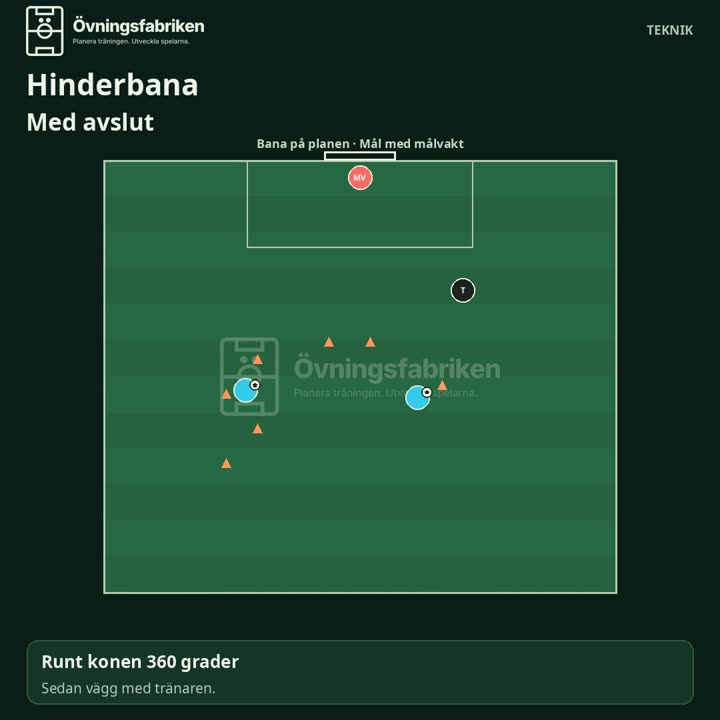 Övningsfabriken
Planera träningen. Utveckla spelarna.
TEKNIK
Hinderbana
Med avslut
Bana på planen · Mål med målvakt
MV
T
Övningsfabriken
Planera träningen. Utveckla spelarna.
Runt konen 360 grader
Sedan vägg med tränaren.